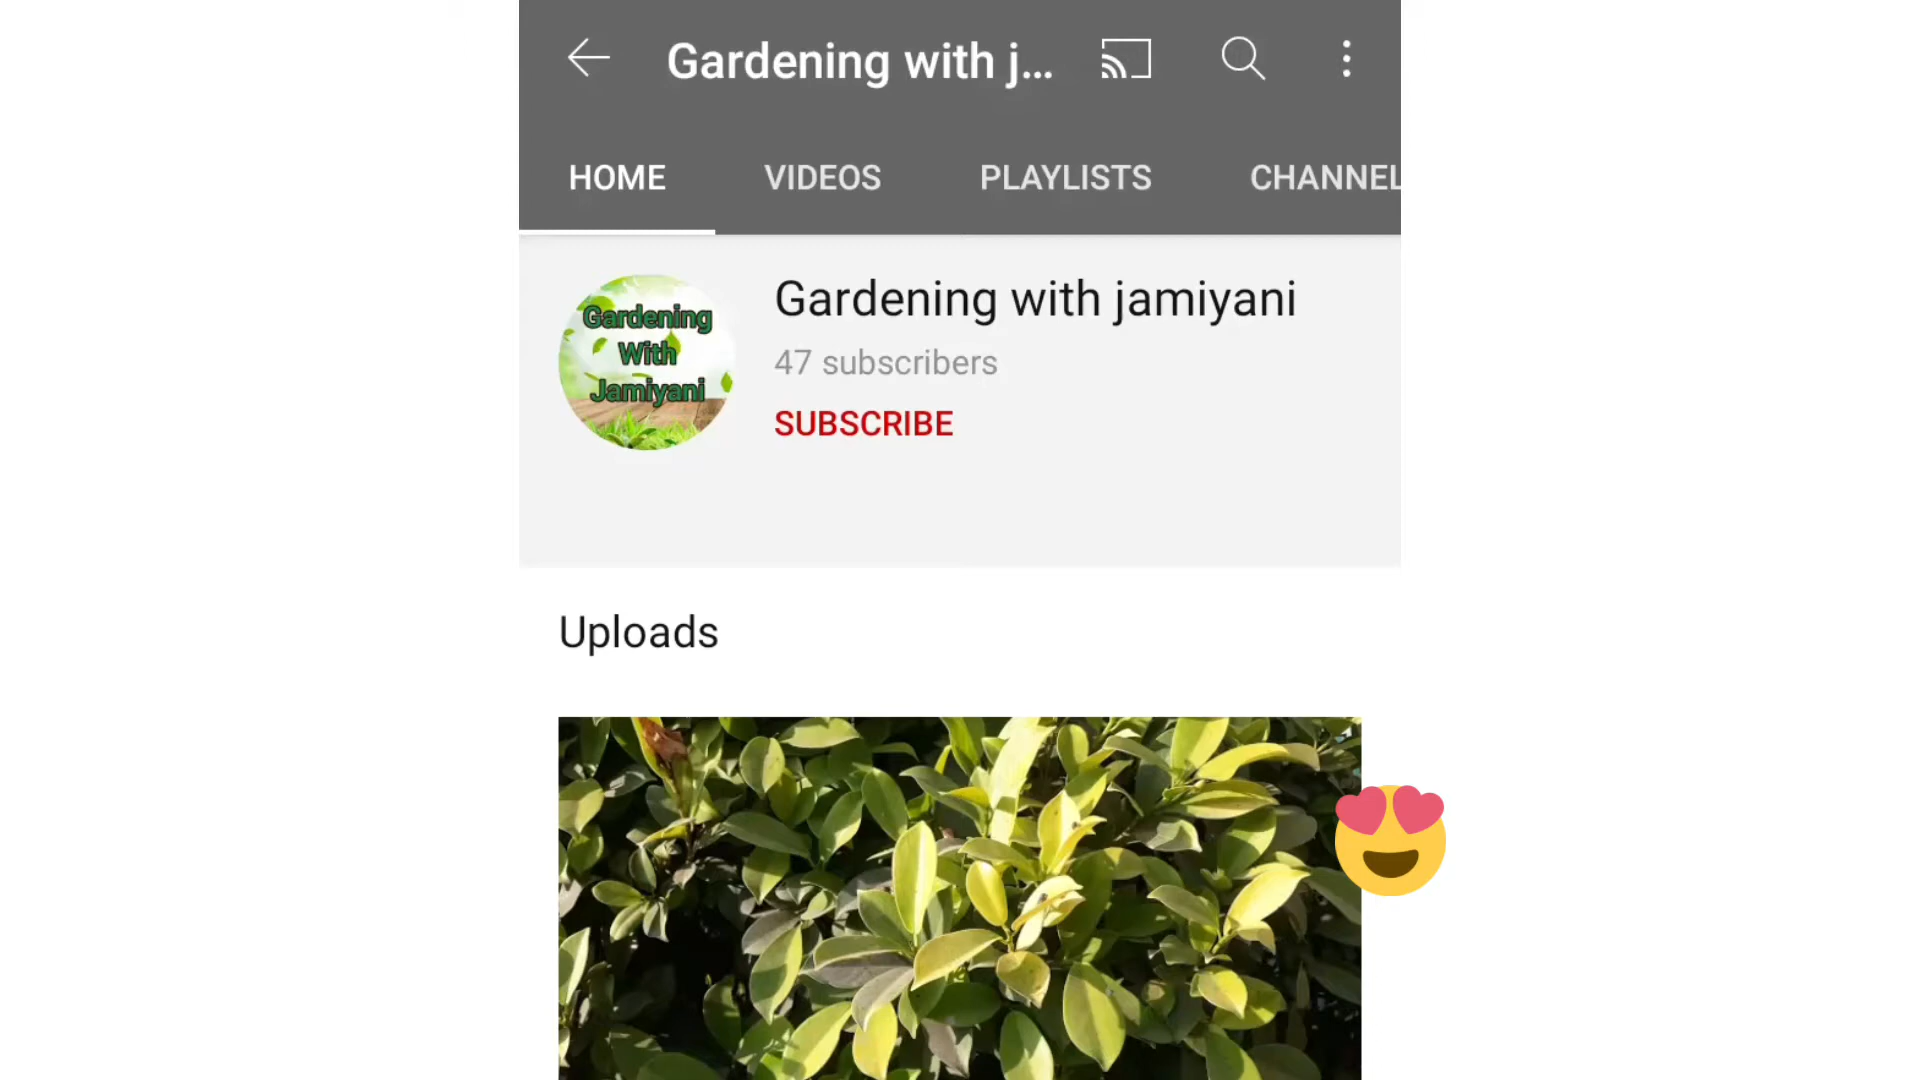 Gardening with j...
HOME VIDEOS PLAYLISTS CHANNEL
Gardening
With
Jamiyani
Gardening with jamiyani
47 subscribers
SUBSCRIBE
Uploads